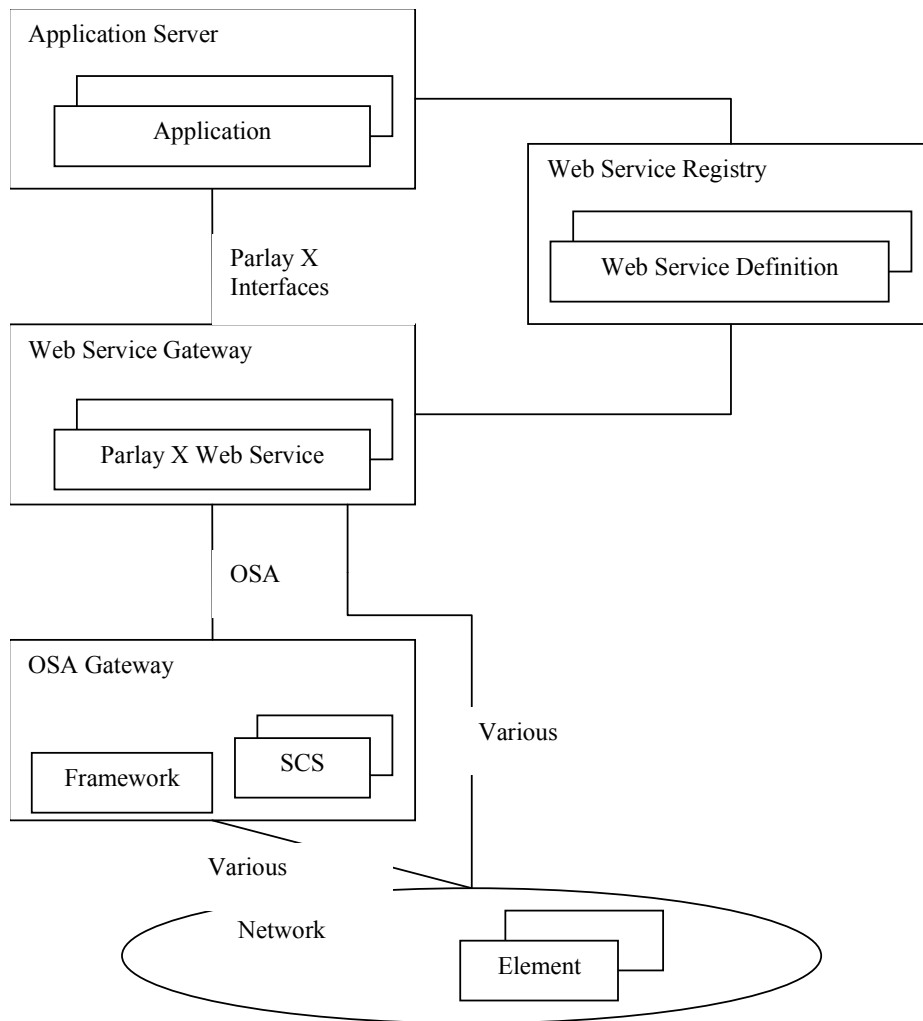 Application Server
Application
Web Service Registry
Web Service Definition
Parlay X
Interfaces
Web Service Gateway
Parlay X Web Service
OSA
OSA Gateway
Framework
SCS
Various
Various
Network
Element